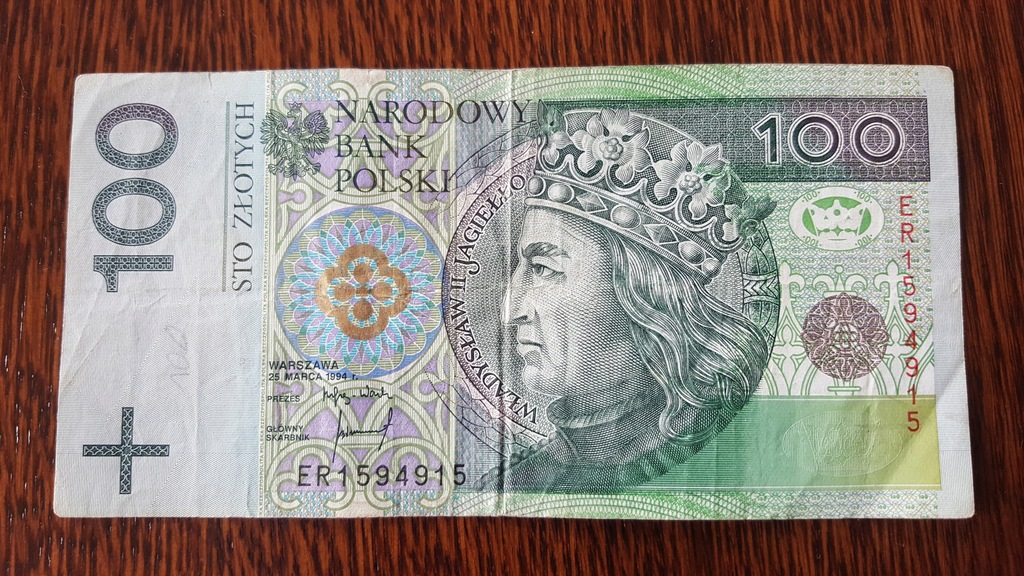 100
STO ZŁOTYCH
NARODOWY
BANK
POLSKI
WŁADYSŁAW II JAGIEŁŁO
100
ER1594915
WARSZAWA
25 MARCA 1994 r.
PREZES
GŁÓWNY
SKARBNIK
ER1594915